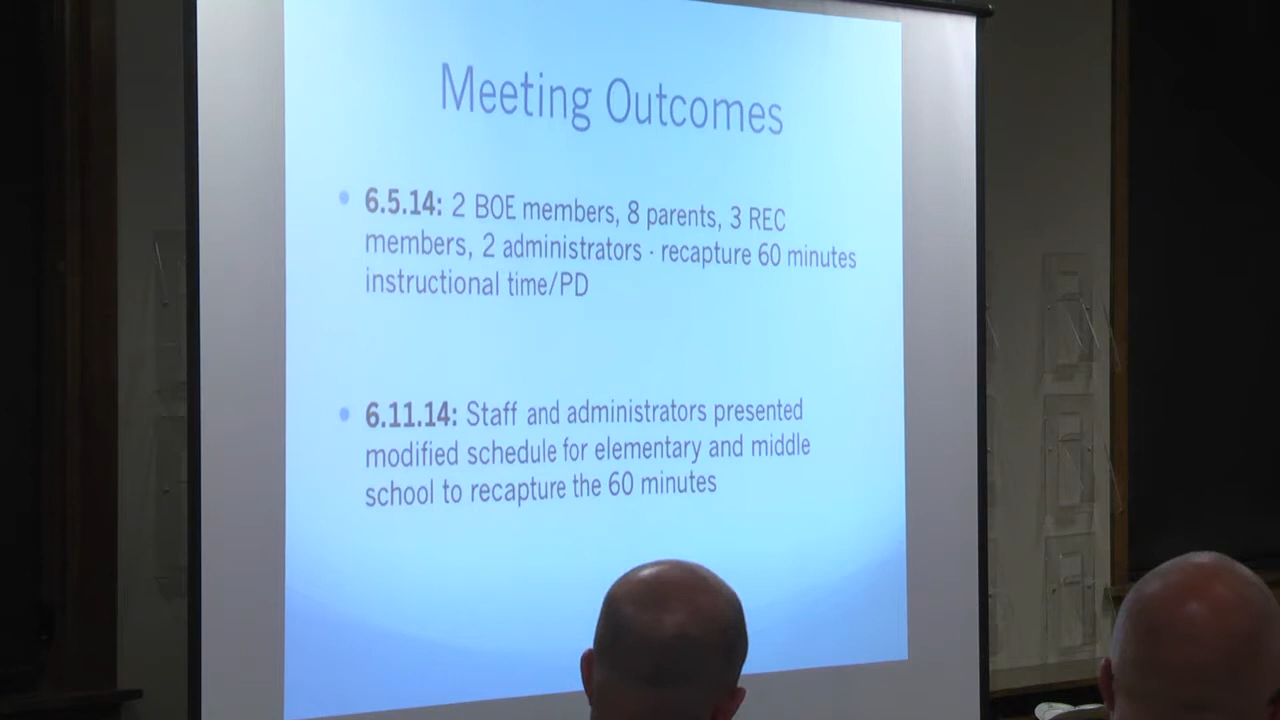 Meeting Outcomes
• 6.5.14: 2 BOE members, 8 parents, 3 REC
members, 2 administrators - recapture 60 minutes
instructional time/PD
• 6.11.14: Staff and administrators presented
modified schedule for elementary and middle
school to recapture the 60 minutes